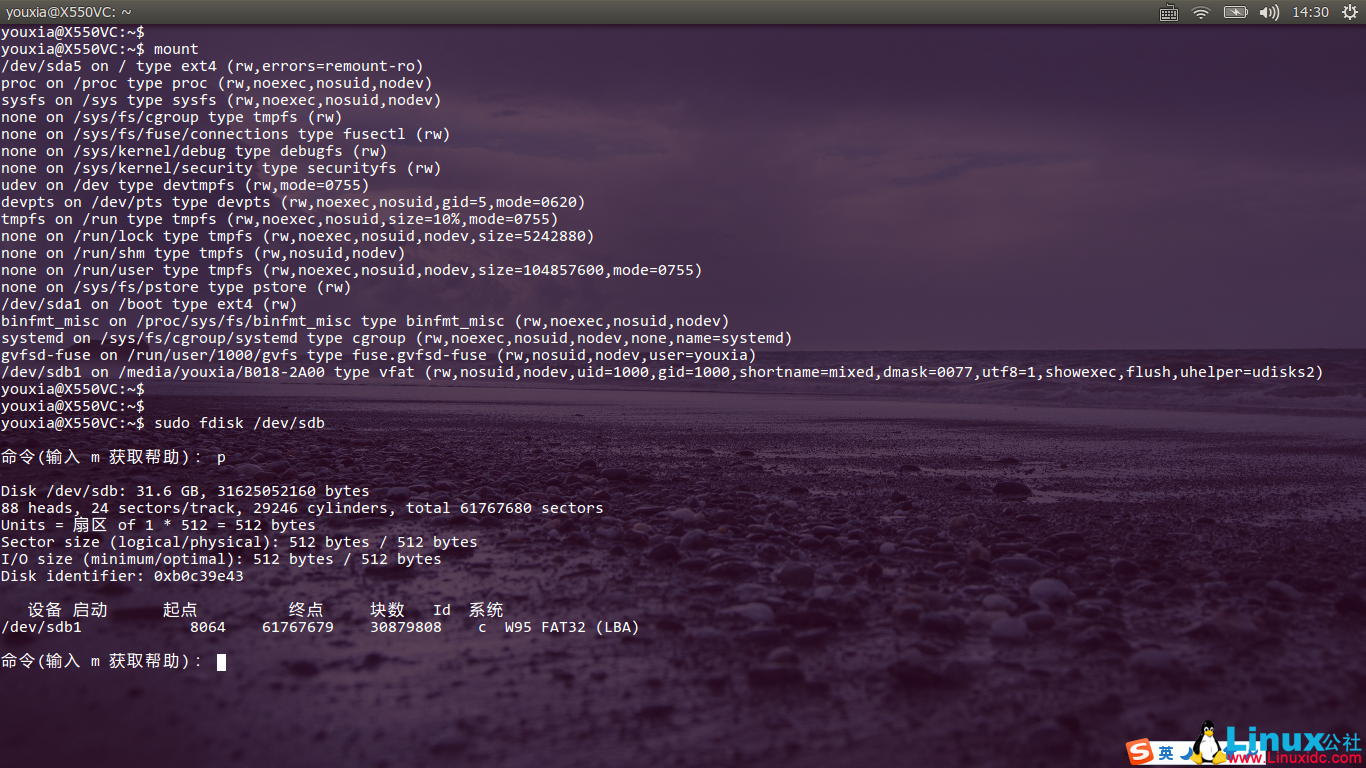 youxia@X550VC: ~
14:30
youxia@X550VC:~$
youxia@X550VC:~$ mount
/dev/sda5 on / type ext4 (rw,errors=remount-ro)
proc on /proc type proc (rw,noexec,nosuid,nodev)
sysfs on /sys type sysfs (rw,noexec,nosuid,nodev)
none on /sys/fs/cgroup type tmpfs (rw)
none on /sys/fs/fuse/connections type fusectl (rw)
none on /sys/kernel/debug type debugfs (rw)
none on /sys/kernel/security type securityfs (rw)
udev on /dev type devtmpfs (rw,mode=0755)
devpts on /dev/pts type devpts (rw,noexec,nosuid,gid=5,mode=0620)
tmpfs on /run type tmpfs (rw,noexec,nosuid,size=10%,mode=0755)
none on /run/lock type tmpfs (rw,noexec,nosuid,nodev,size=5242880)
none on /run/shm type tmpfs (rw,nosuid,nodev)
none on /run/user type tmpfs (rw,noexec,nosuid,nodev,size=104857600,mode=0755)
none on /sys/fs/pstore type pstore (rw)
/dev/sda1 on /boot type ext4 (rw)
binfmt_misc on /proc/sys/fs/binfmt_misc type binfmt_misc (rw,noexec,nosuid,nodev)
systemd on /sys/fs/cgroup/systemd type cgroup (rw,noexec,nosuid,nodev,none,name=systemd)
gvfsd-fuse on /run/user/1000/gvfs type fuse.gvfsd-fuse (rw,nosuid,nodev,user=youxia)
/dev/sdb1 on /media/youxia/B018-2A00 type vfat (rw,nosuid,nodev,uid=1000,gid=1000,shortname=mixed,dmask=0077,utf8=1,showexec,flush,uhelper=udisks2)
youxia@X550VC:~$
youxia@X550VC:~$
youxia@X550VC:~$ sudo fdisk /dev/sdb
命令(输入 m 获取帮助)： p
Disk /dev/sdb: 31.6 GB, 31625052160 bytes
88 heads, 24 sectors/track, 29246 cylinders, total 61767680 sectors
Units = 扇区 of 1 * 512 = 512 bytes
Sector size (logical/physical): 512 bytes / 512 bytes
I/O size (minimum/optimal): 512 bytes / 512 bytes
Disk identifier: 0xb0c39e43
设备 启动 起点 终点 块数 Id 系统
/dev/sdb1 8064 61767679 30879808 c W95 FAT32 (LBA)
命令(输入 m 获取帮助)：
S 英
Linux公社
www.Linuxidc.com